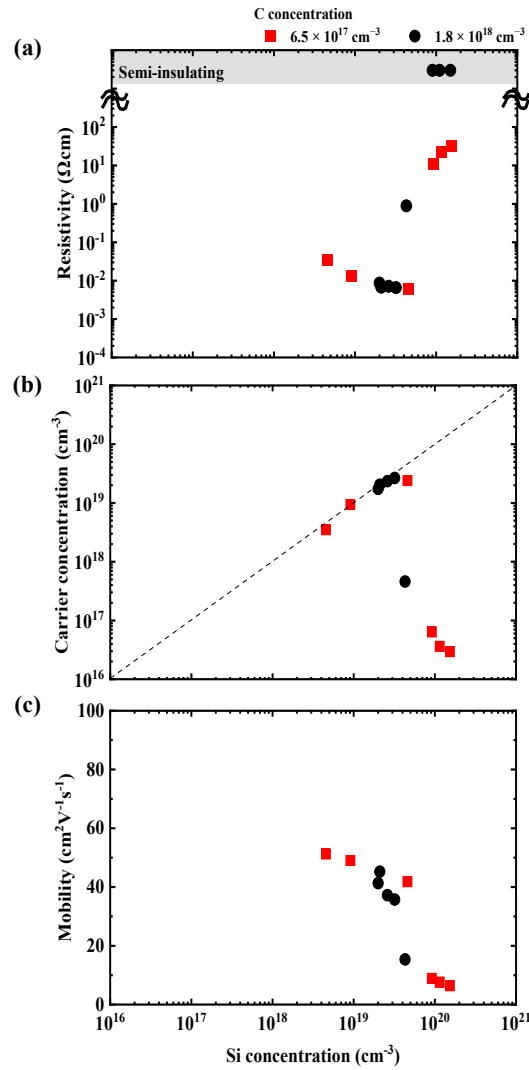 C concentration
6.5 × 10¹⁷ cm⁻³
1.8 × 10¹⁸ cm⁻³
(a)
Semi-insulating
10²
10¹
10⁰
10⁻¹
10⁻²
10⁻³
10⁻⁴
Resistivity (Ωcm)
(b)
10²¹
10²⁰
10¹⁹
10¹⁸
10¹⁷
10¹⁶
Carrier concentration (cm⁻³)
(c)
100
80
60
40
20
0
Mobility (cm²V⁻¹s⁻¹)
10¹⁶ 10¹⁷ 10¹⁸ 10¹⁹ 10²⁰ 10²¹
Si concentration (cm⁻³)